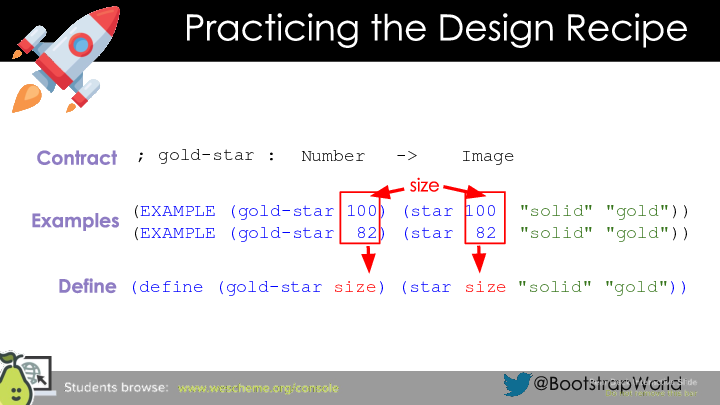 Practicing the Design Recipe
Contract ; gold-star : Number -> Image
size
Examples (EXAMPLE (gold-star 100) (star 100 "solid" "gold"))
(EXAMPLE (gold-star 82) (star 82 "solid" "gold"))
Define (define (gold-star size) (star size "solid" "gold"))
Students browse: www.wescheme.org/console
@BootstrapWorld